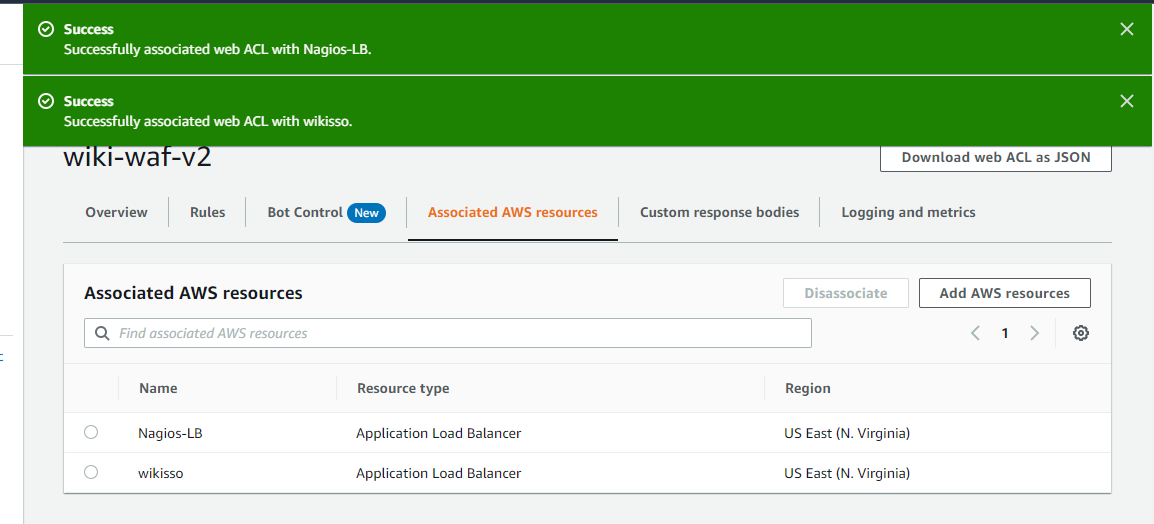 Success
Successfully associated web ACL with Nagios-LB.
Success
Successfully associated web ACL with wikisso.
wiki-waf-v2
Download web ACL as JSON
Overview Rules Bot Control New Associated AWS resources Custom response bodies Logging and metrics
Associated AWS resources
Disassociate Add AWS resources
Find associated AWS resources
1
Name Resource type Region
Nagios-LB Application Load Balancer US East (N. Virginia)
wikisso Application Load Balancer US East (N. Virginia)